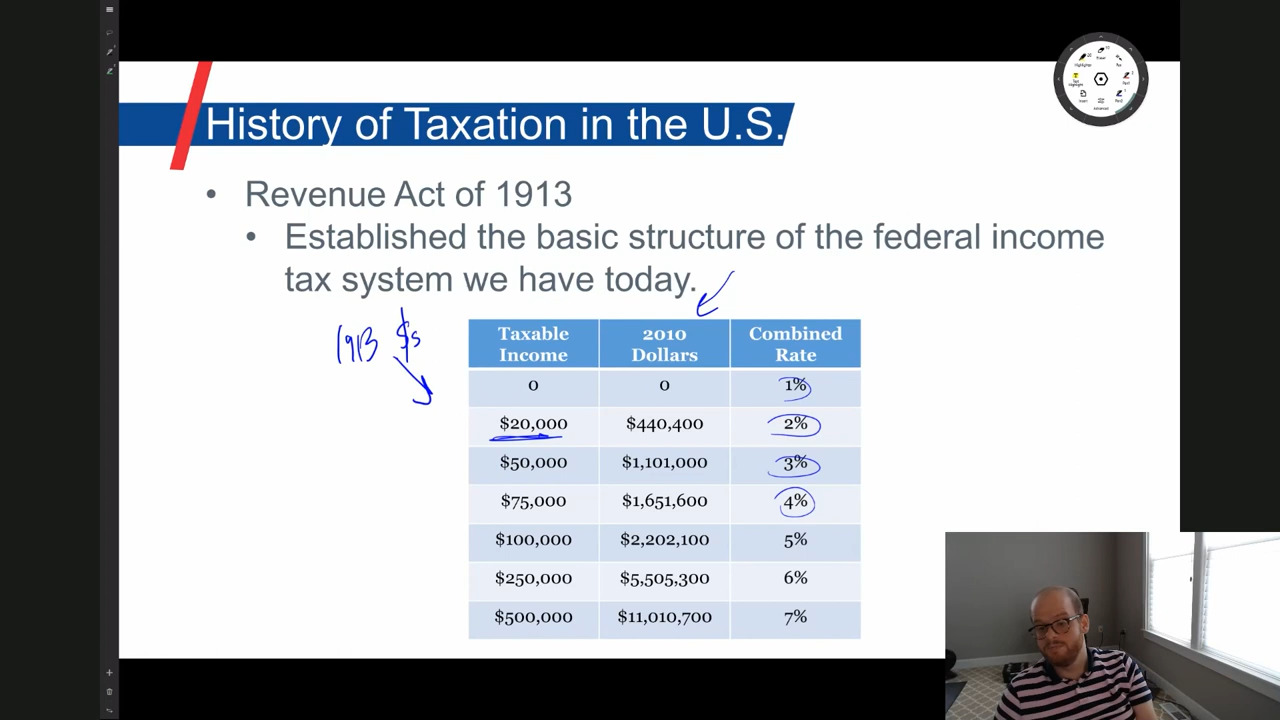 History of Taxation in the U.S.
• Revenue Act of 1913
• Established the basic structure of the federal income
tax system we have today.
1913 $s
Taxable Income	2010 Dollars	Combined Rate
0	0	1%
$20,000	$440,400	2%
$50,000	$1,101,000	3%
$75,000	$1,651,600	4%
$100,000	$2,202,100	5%
$250,000	$5,505,300	6%
$500,000	$11,010,700	7%